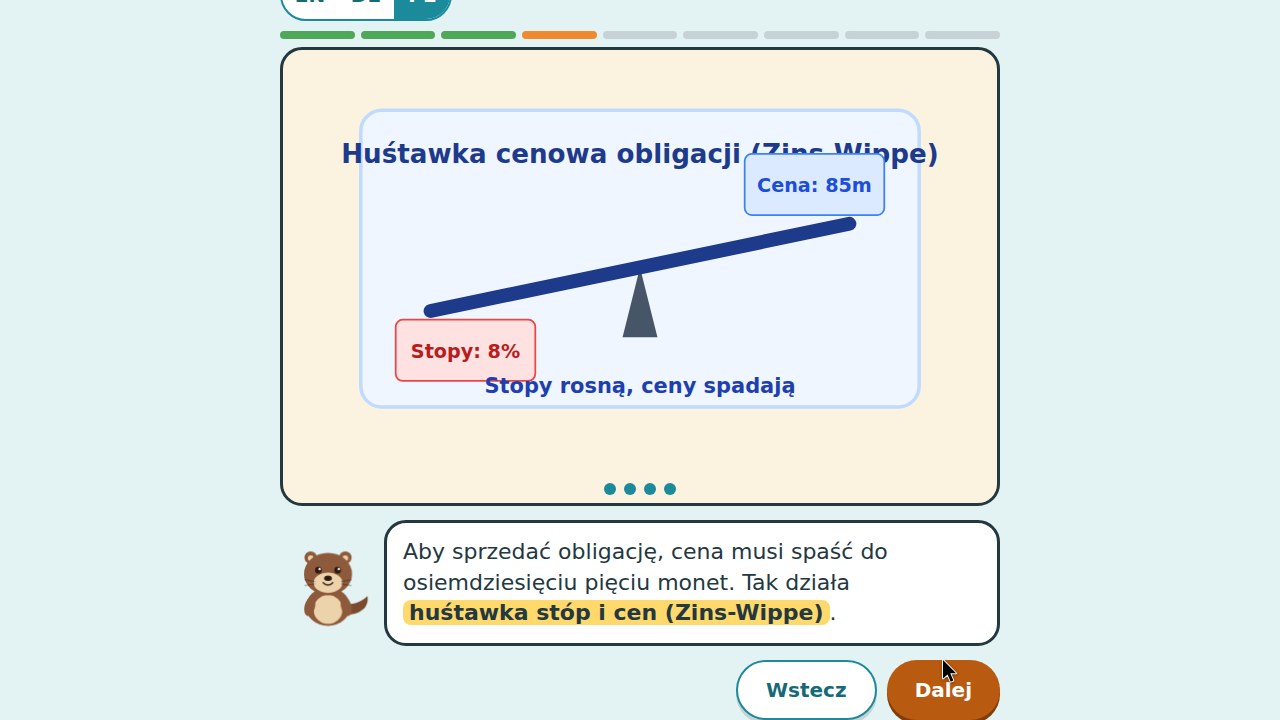 Huśtawka cenowa obligacji (Zins-Wippe)
Cena: 85m
Stopy: 8%
Stopy rosną, ceny spadają
Aby sprzedać obligację, cena musi spaść do
osiemdziesięciu pięciu monet. Tak działa
huśtawka stóp i cen (Zins-Wippe).
Wstecz
Dalej